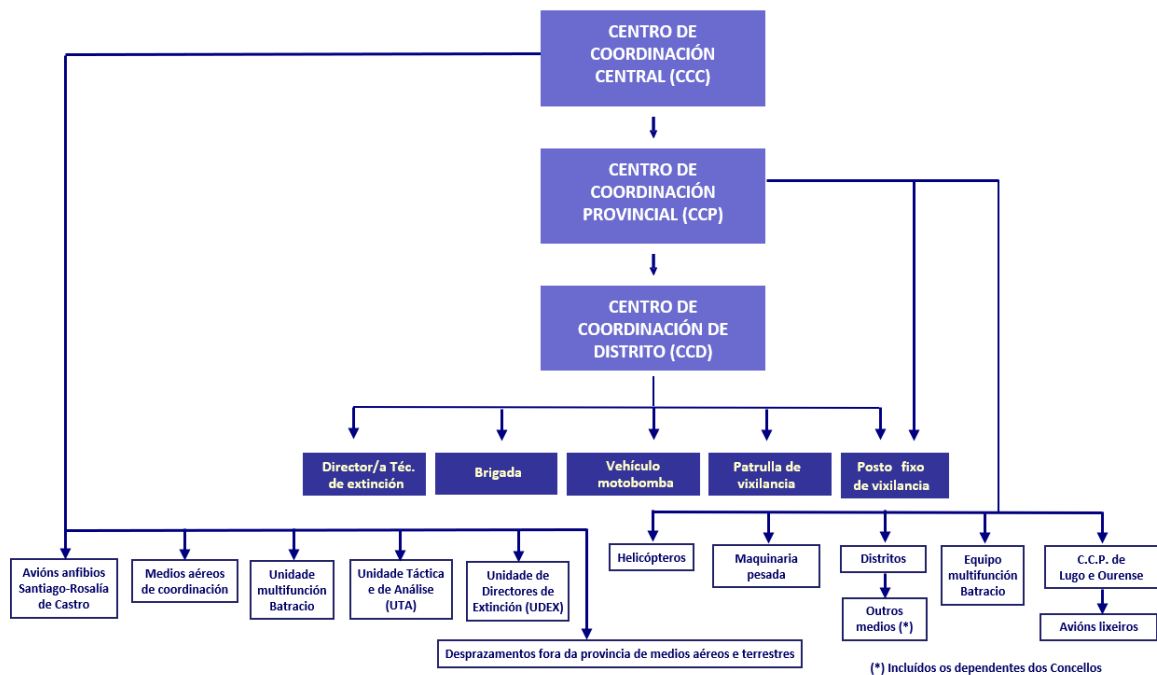 CENTRO DE
COORDINACIÓN
CENTRAL (CCC)
CENTRO DE
COORDINACIÓN
PROVINCIAL (CCP)
CENTRO DE
COORDINACIÓN DE
DISTRITO (CCD)
Director/a Téc.
de extinción
Brigada
Vehículo
motobomba
Patrulla de
vixilancia
Posto fixo
de vixilancia
Avións anfibios
Santiago-Rosalía
de Castro
Medios aéreos
de coordinación
Unidade
multifunción
Batracio
Unidade Táctica
e de Análise
(UTA)
Unidade de
Directores de
Extinción (UDEX)
Desprazamentos fora da provincia de medios aéreos e terrestres
Helicópteros
Maquinaria
pesada
Distritos
Outros
medios (*)
Equipo
multifunción
Batracio
C.C.P. de
Lugo e Ourense
Avións lixeiros
(*) Incluídos os dependentes dos Concellos